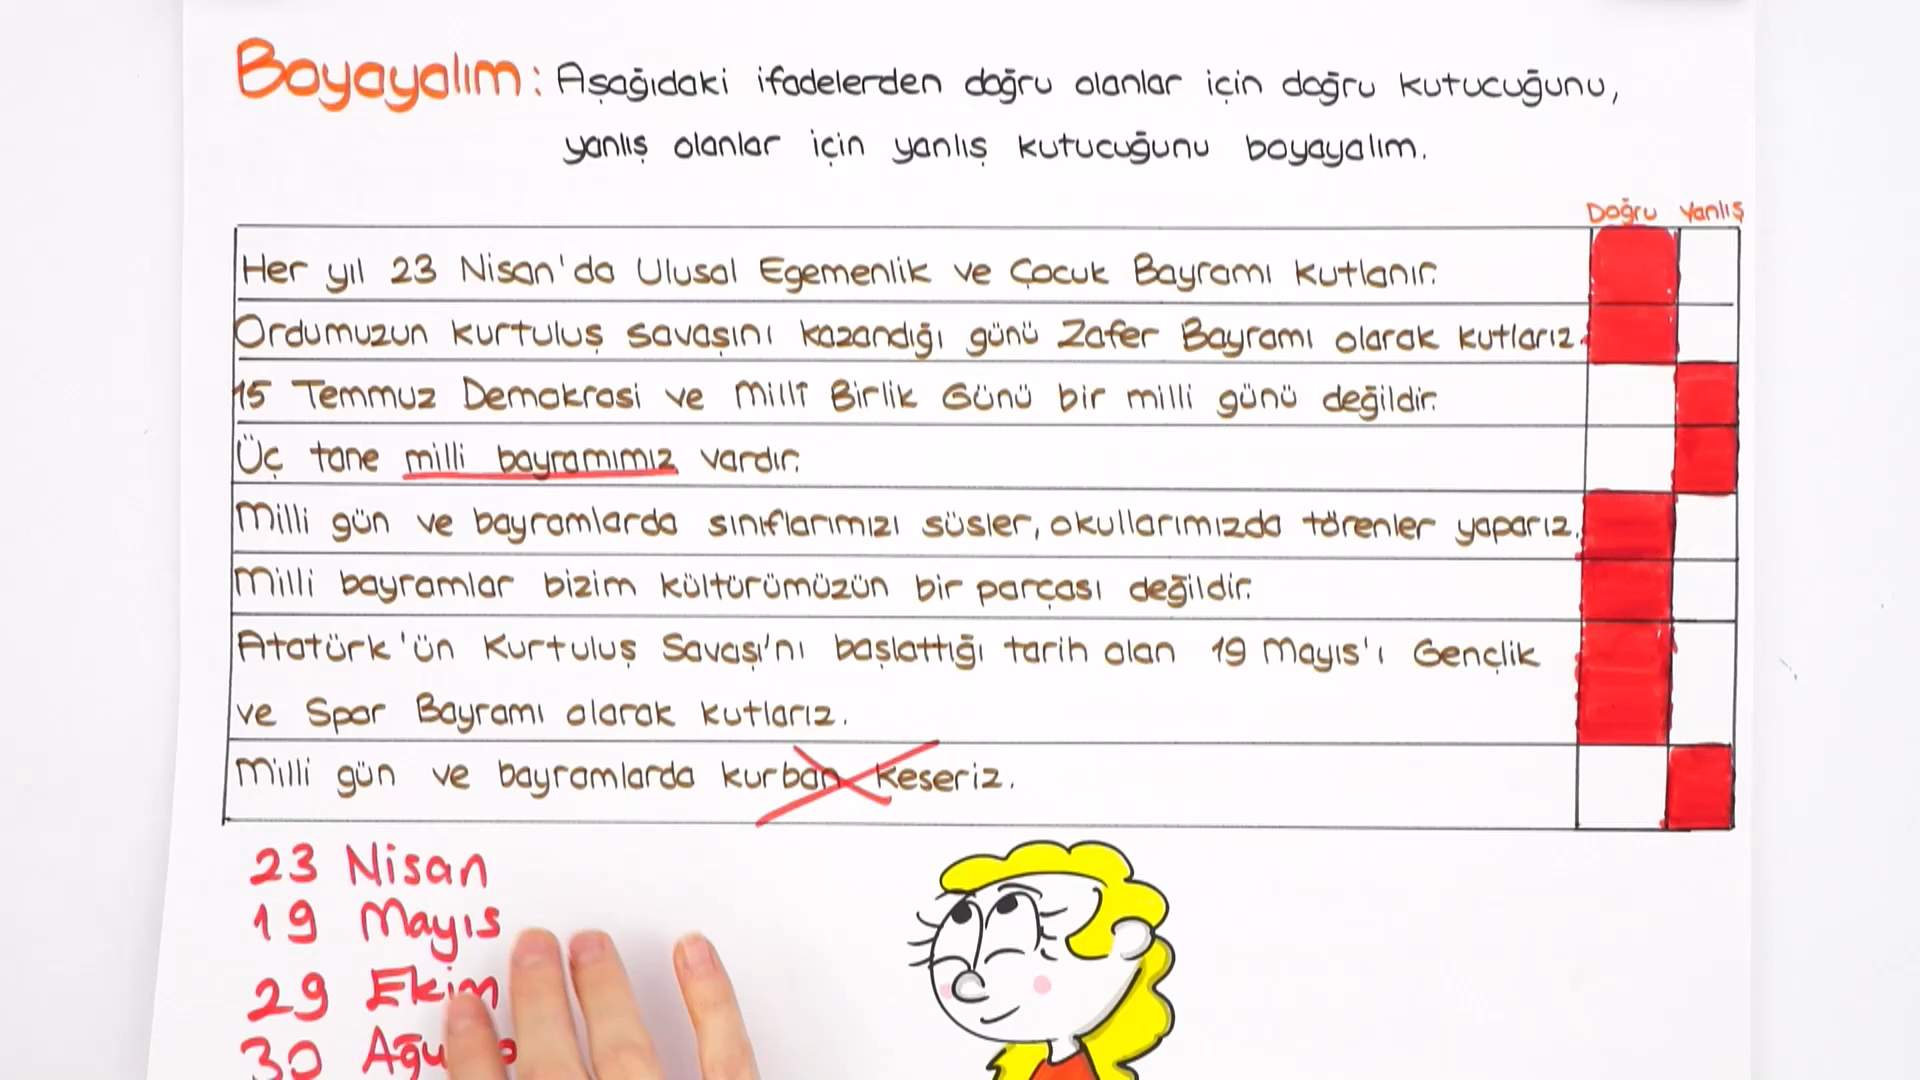 Boyayalım: Aşağıdaki ifadelerden doğru olanlar için doğru kutucuğunu,
yanlış olanlar için yanlış kutucuğunu boyayalım.
Doğru Yanlış
Her yıl 23 Nisan'da Ulusal Egemenlik ve Çocuk Bayramı kutlanır.
Ordumuzun kurtuluş savaşını kazandığı günü Zafer Bayramı olarak kutlarız.
15 Temmuz Demokrasi ve Millî Birlik Günü bir milli günü değildir.
Üç tane milli bayramımız vardır.
Milli gün ve bayramlarda sınıflarımızı süsler, okullarımızda törenler yaparız.
Milli bayramlar bizim kültürümüzün bir parçası değildir.
Atatürk'ün Kurtuluş Savaşı'nı başlattığı tarih olan 19 Mayıs'ı Gençlik
ve Spor Bayramı olarak kutlarız.
Milli gün ve bayramlarda kurban keseriz.
23 Nisan
19 Mayıs
29 Ekim
30